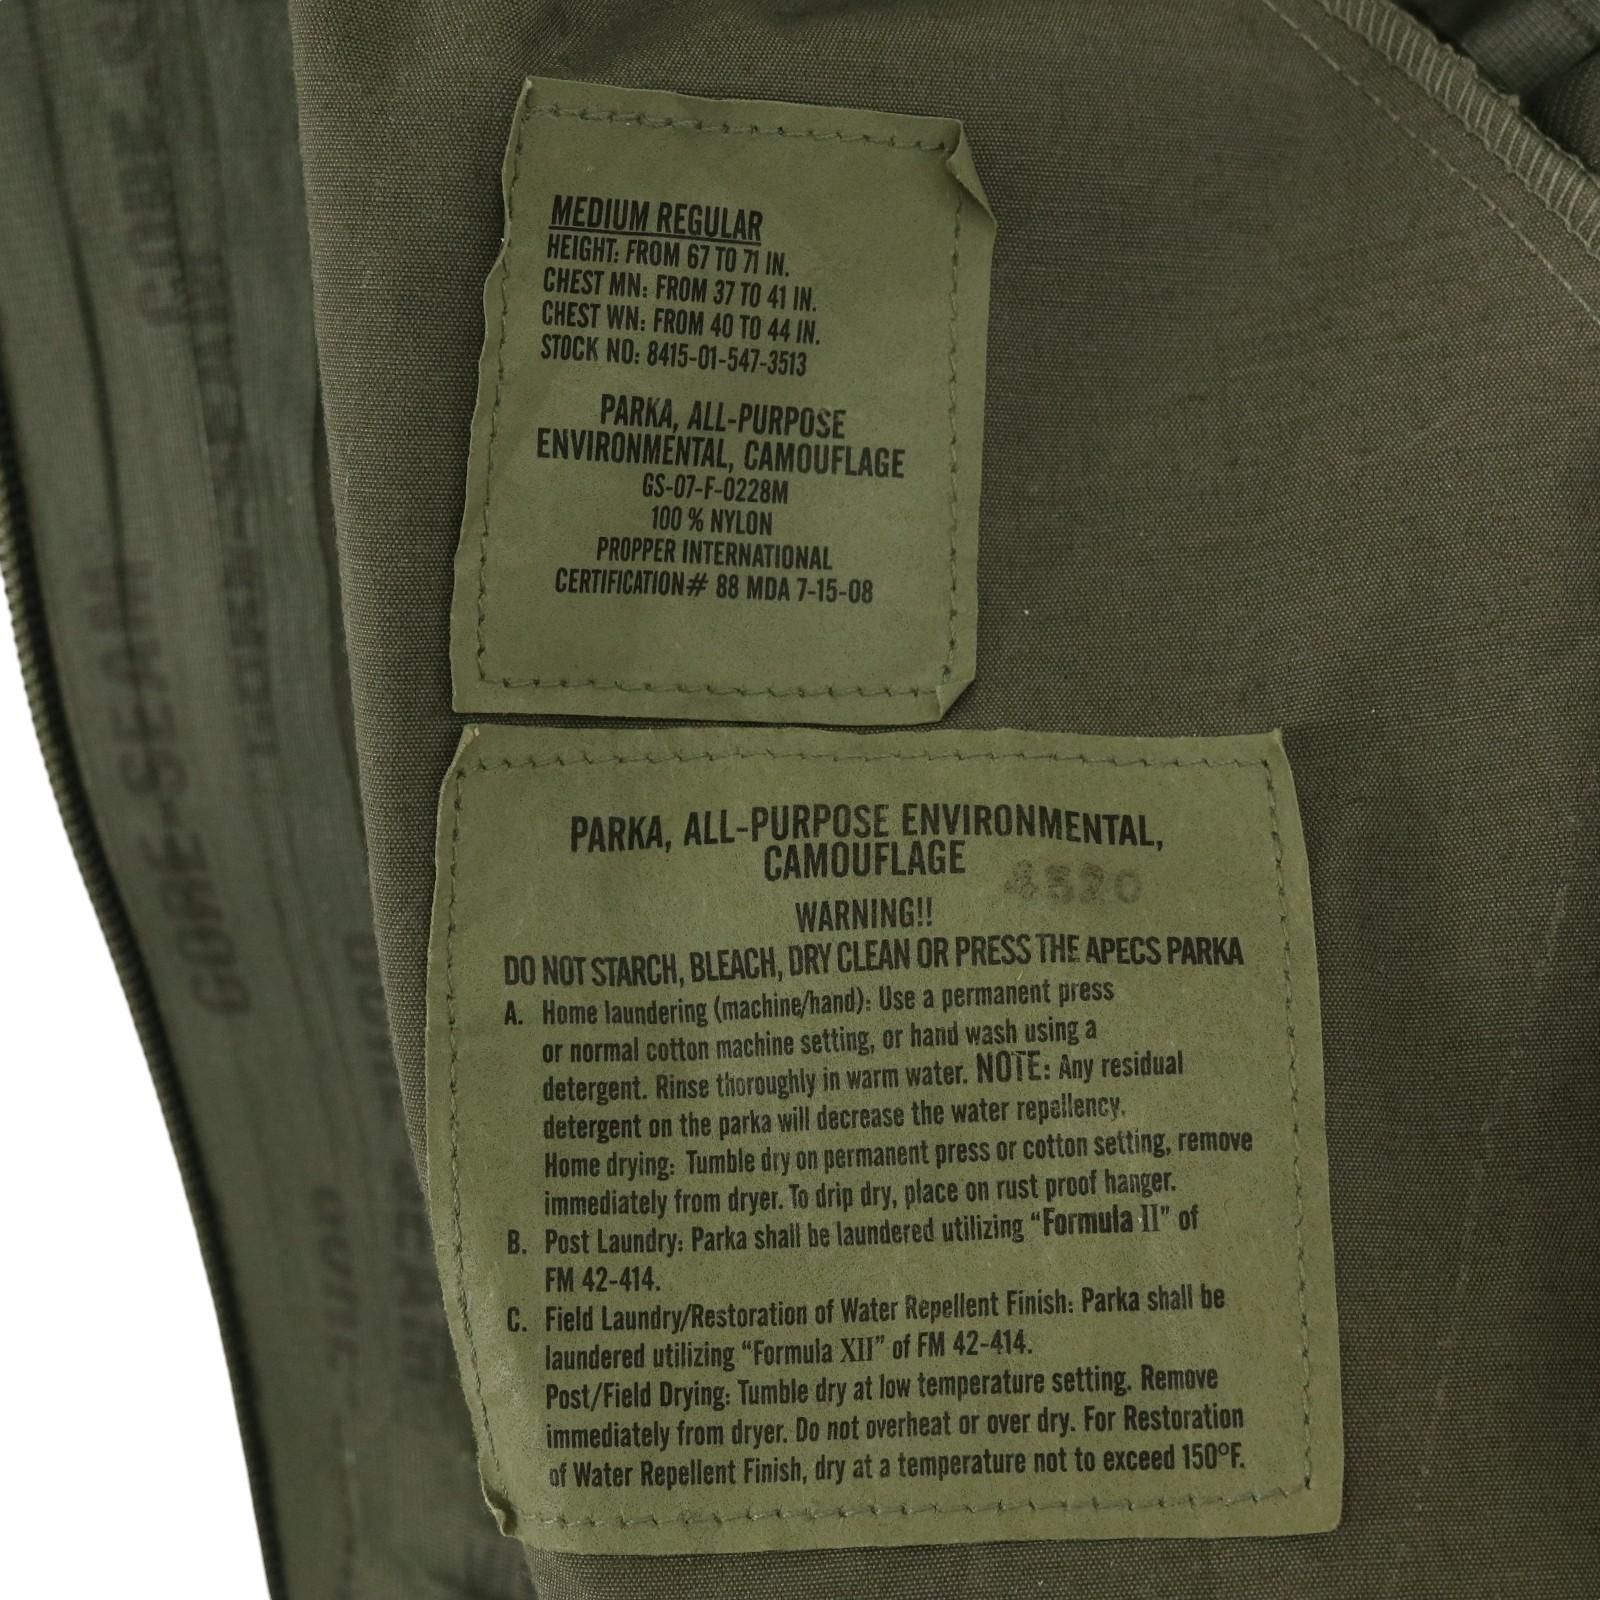 MEDIUM REGULAR
HEIGHT: FROM 67 TO 71 IN.
CHEST MN: FROM 37 TO 41 IN.
CHEST WN: FROM 40 TO 44 IN.
STOCK NO: 8415-01-547-3513
PARKA, ALL-PURPOSE
ENVIRONMENTAL, CAMOUFLAGE
GS-07-F-0228M
100 % NYLON
PROPPER INTERNATIONAL
CERTIFICATION# 88 MDA 7-15-08
PARKA, ALL-PURPOSE ENVIRONMENTAL,
CAMOUFLAGE
4520
WARNING!!
DO NOT STARCH, BLEACH, DRY CLEAN OR PRESS THE APECS PARKA
A. Home laundering (machine/hand): Use a permanent press
or normal cotton machine setting, or hand wash using a
detergent. Rinse thoroughly in warm water. NOTE: Any residual
detergent on the parka will decrease the water repellency.
Home drying: Tumble dry on permanent press or cotton setting, remove
immediately from dryer. To drip dry, place on rust proof hanger.
B. Post Laundry: Parka shall be laundered utilizing "Formula II" of
FM 42-414.
C. Field Laundry/Restoration of Water Repellent Finish: Parka shall be
laundered utilizing "Formula XII" of FM 42-414.
Post/Field Drying: Tumble dry at low temperature setting. Remove
immediately from dryer. Do not overheat or over dry. For Restoration
of Water Repellent Finish, dry at a temperature not to exceed 150°F.
GORE-SEAM